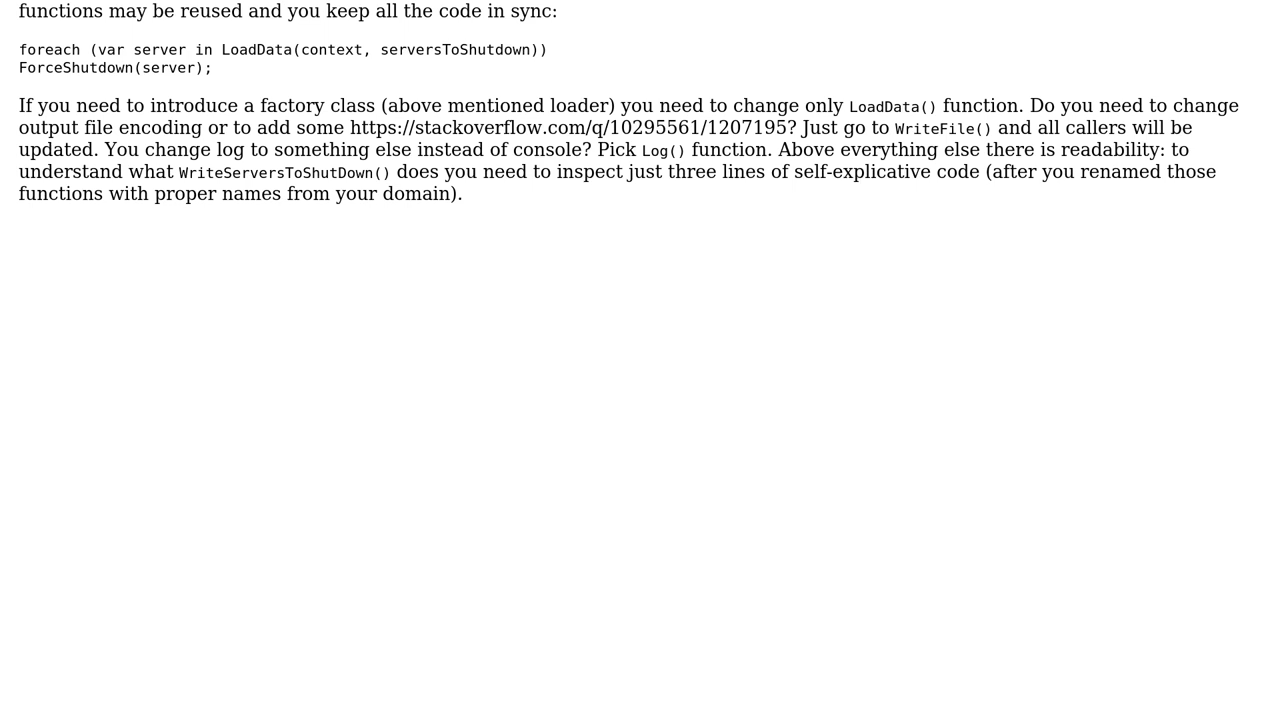 functions may be reused and you keep all the code in sync:
foreach (var server in LoadData(context, serversToShutdown))
ForceShutdown(server);
If you need to introduce a factory class (above mentioned loader) you need to change only LoadData() function. Do you need to change
output file encoding or to add some https://stackoverflow.com/q/10295561/1207195? Just go to WriteFile() and all callers will be
updated. You change log to something else instead of console? Pick Log() function. Above everything else there is readability: to
understand what WriteServersToShutDown() does you need to inspect just three lines of self-explicative code (after you renamed those
functions with proper names from your domain).